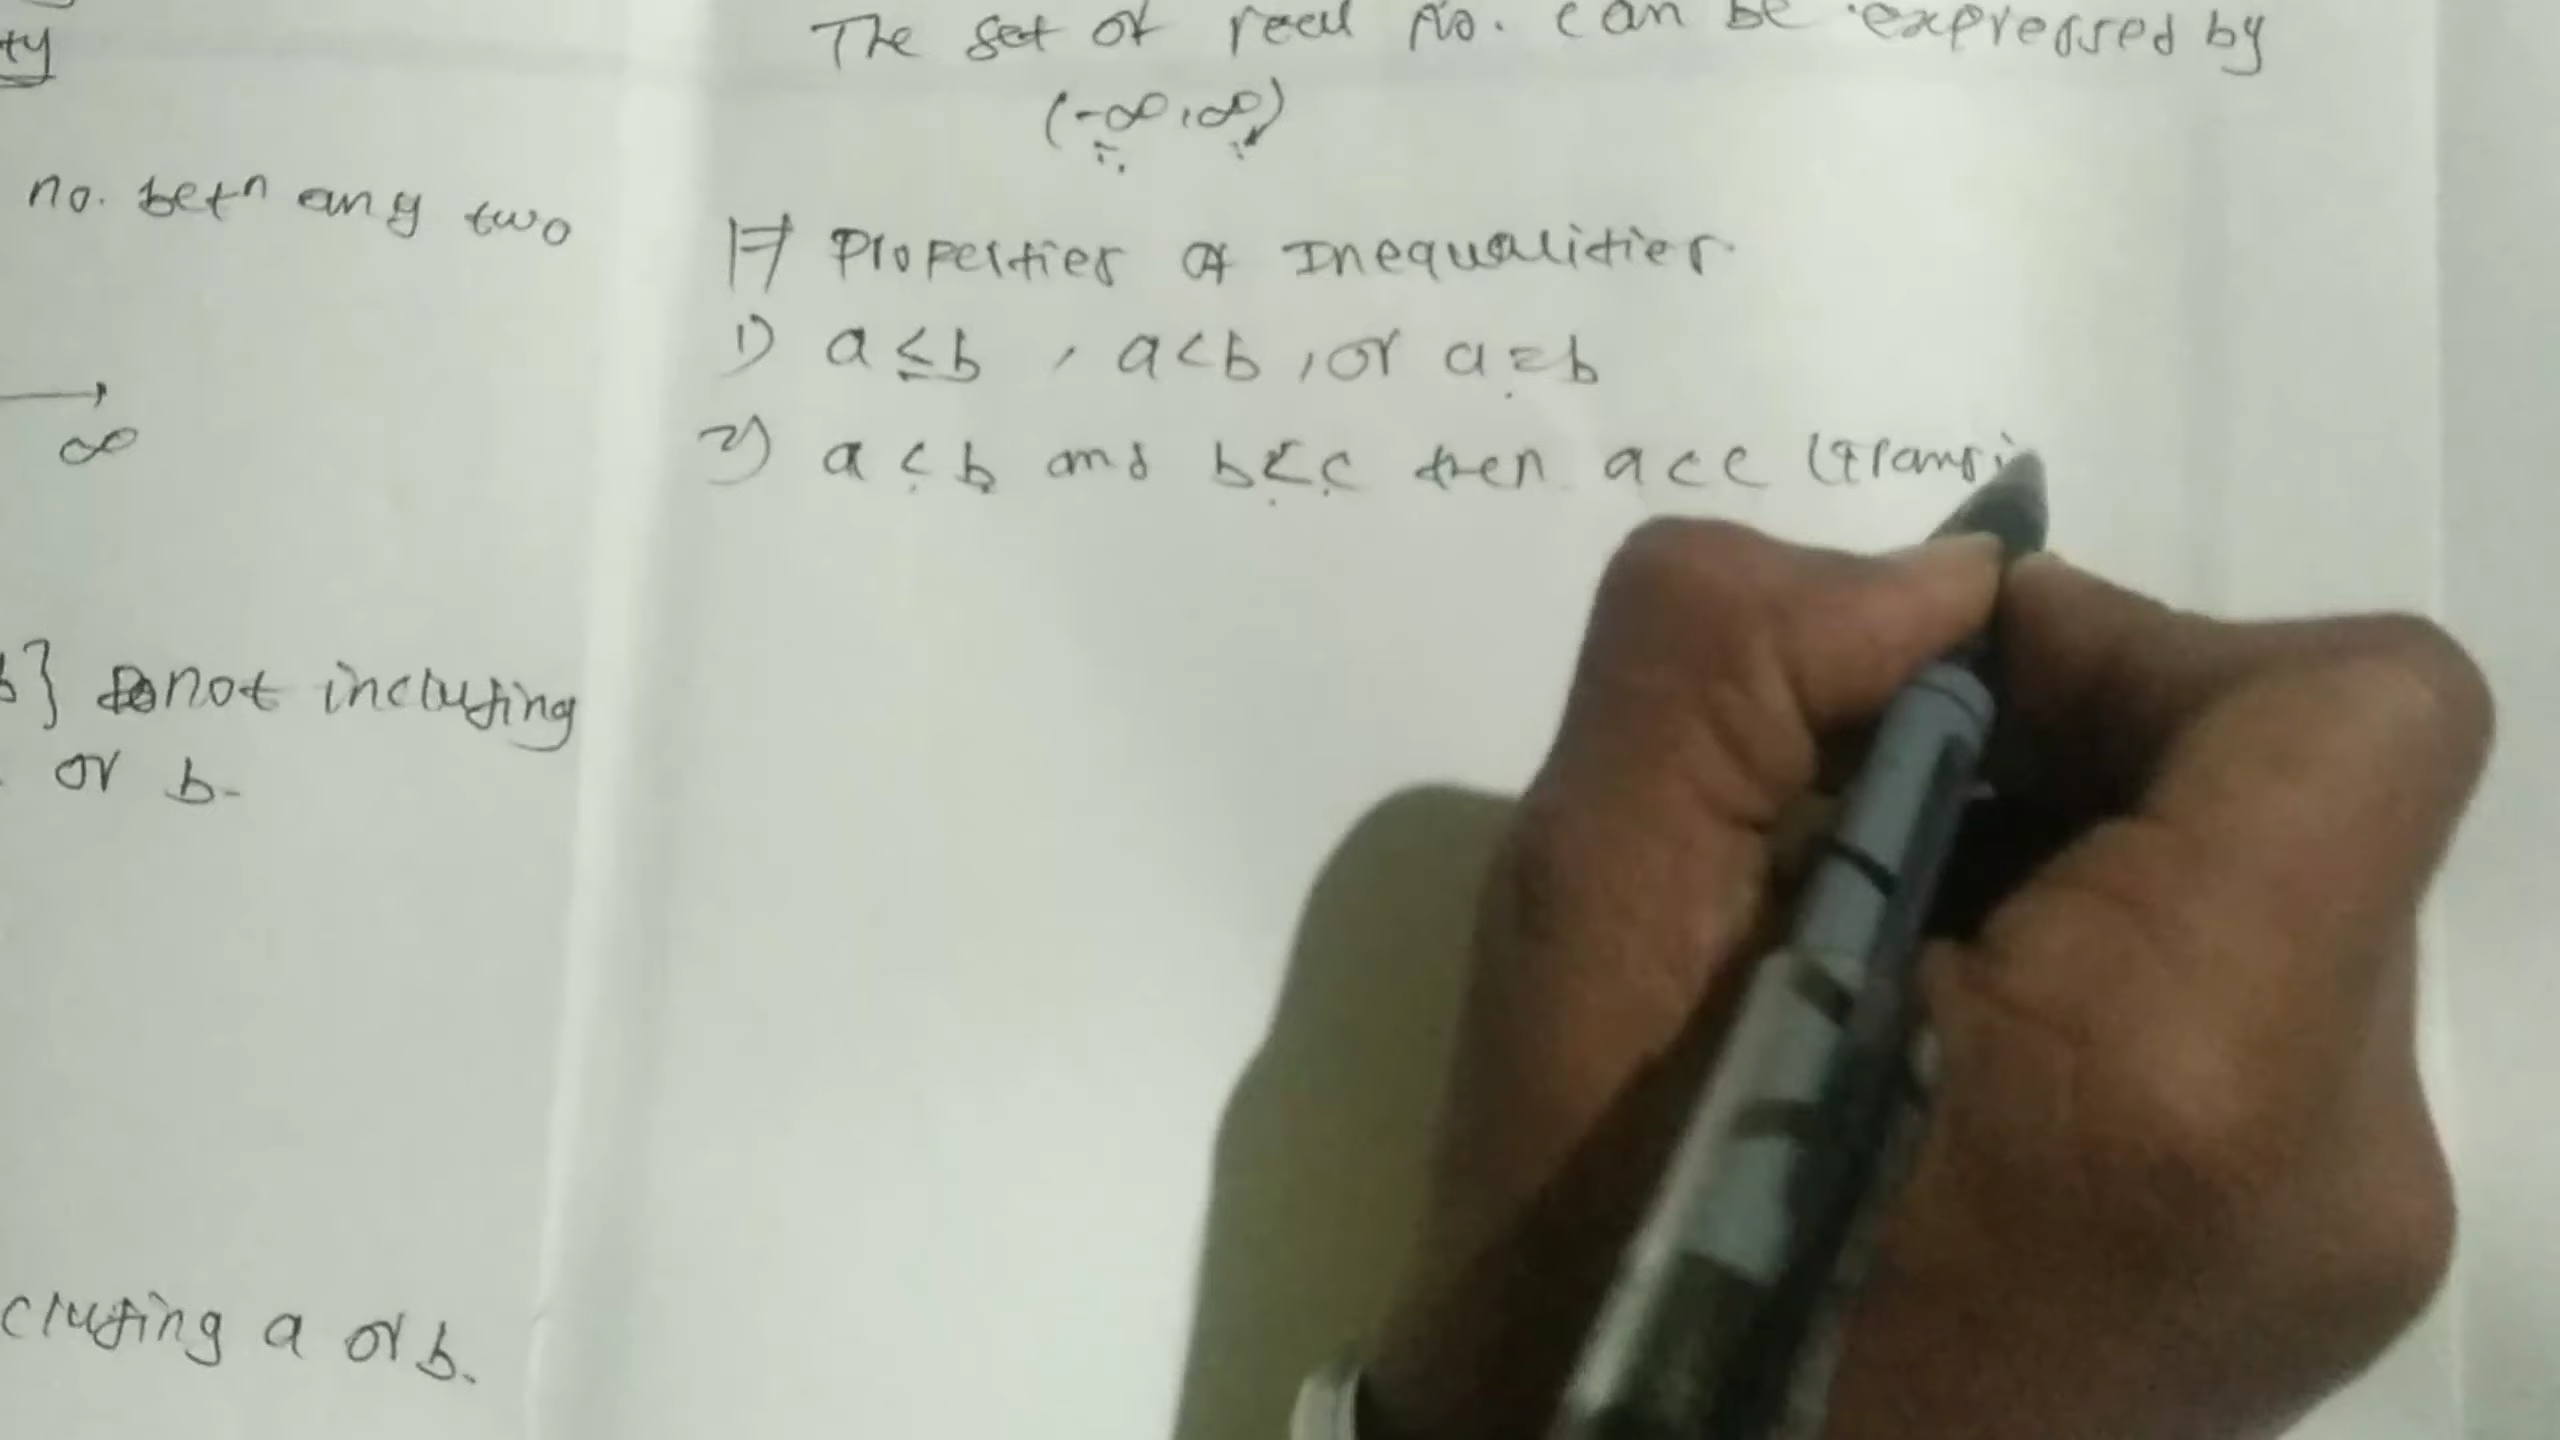 ty
no. betn any two
∞
b} not including
or b.
cluding a or b.
The set of real no. can be expressed by
(-∞,∞)
Properties of Inequalities.
1) a ≤ b , a < b , or a = b
2) a < b and b < c then a < c (transi